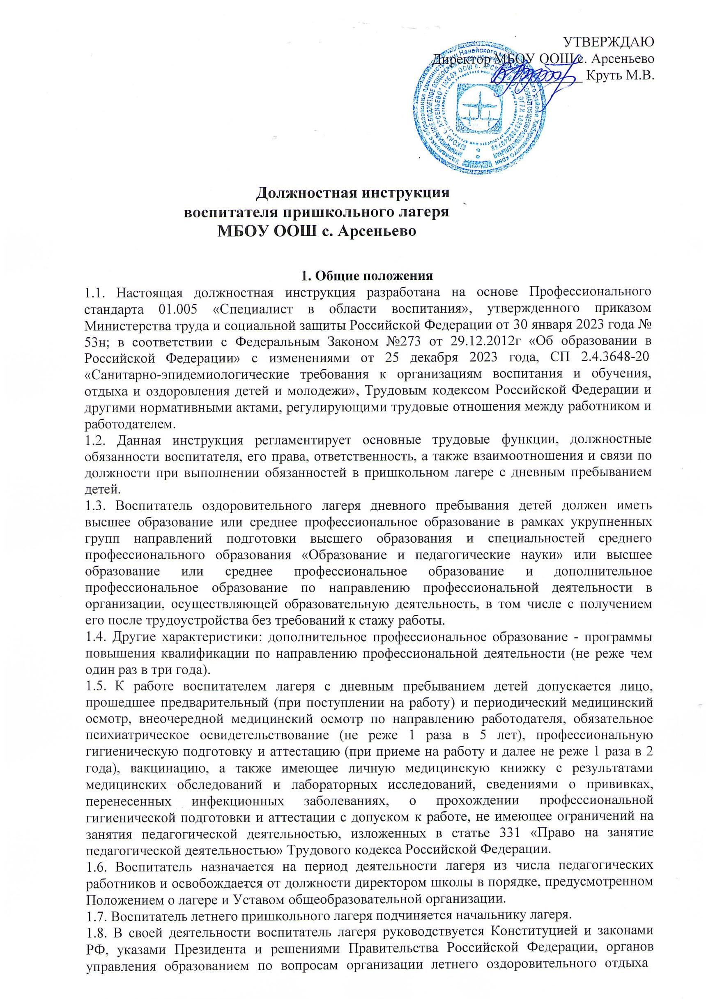 УТВЕРЖДАЮ
Директор МБОУ ООШ с. Арсеньево
Круть М.В.
Должностная инструкция
воспитателя пришкольного лагеря
МБОУ ООШ с. Арсеньево
1. Общие положения
1.1. Настоящая должностная инструкция разработана на основе Профессионального
стандарта 01.005 «Специалист в области воспитания», утвержденного приказом
Министерства труда и социальной защиты Российской Федерации от 30 января 2023 года №
53н; в соответствии с Федеральным Законом №273 от 29.12.2012г «Об образовании в
Российской Федерации» с изменениями от 25 декабря 2023 года, СП 2.4.3648-20
«Санитарно-эпидемиологические требования к организациям воспитания и обучения,
отдыха и оздоровления детей и молодежи», Трудовым кодексом Российской Федерации и
другими нормативными актами, регулирующими трудовые отношения между работником и
работодателем.
1.2. Данная инструкция регламентирует основные трудовые функции, должностные
обязанности воспитателя, его права, ответственность, а также взаимоотношения и связи по
должности при выполнении обязанностей в пришкольном лагере с дневным пребыванием
детей.
1.3. Воспитатель оздоровительного лагеря дневного пребывания детей должен иметь
высшее образование или среднее профессиональное образование в рамках укрупненных
групп направлений подготовки высшего образования и специальностей среднего
профессионального образования «Образование и педагогические науки» или высшее
образование или среднее профессиональное образование и дополнительное
профессиональное образование по направлению профессиональной деятельности в
организации, осуществляющей образовательную деятельность, в том числе с получением
его после трудоустройства без требований к стажу работы.
1.4. Другие характеристики: дополнительное профессиональное образование - программы
повышения квалификации по направлению профессиональной деятельности (не реже чем
один раз в три года).
1.5. К работе воспитателем лагеря с дневным пребыванием детей допускается лицо,
прошедшее предварительный (при поступлении на работу) и периодический медицинский
осмотр, внеочередной медицинский осмотр по направлению работодателя, обязательное
психиатрическое освидетельствование (не реже 1 раза в 5 лет), профессиональную
гигиеническую подготовку и аттестацию (при приеме на работу и далее не реже 1 раза в 2
года), вакцинацию, а также имеющее личную медицинскую книжку с результатами
медицинских обследований и лабораторных исследований, сведениями о прививках,
перенесенных инфекционных заболеваниях, о прохождении профессиональной
гигиенической подготовки и аттестации с допуском к работе, не имеющее ограничений на
занятия педагогической деятельностью, изложенных в статье 331 «Право на занятие
педагогической деятельностью» Трудового кодекса Российской Федерации.
1.6. Воспитатель назначается на период деятельности лагеря из числа педагогических
работников и освобождается от должности директором школы в порядке, предусмотренном
Положением о лагере и Уставом общеобразовательной организации.
1.7. Воспитатель летнего пришкольного лагеря подчиняется начальнику лагеря.
1.8. В своей деятельности воспитатель лагеря руководствуется Конституцией и законами
РФ, указами Президента и решениями Правительства Российской Федерации, органов
управления образованием по вопросам организации летнего оздоровительного отдыха